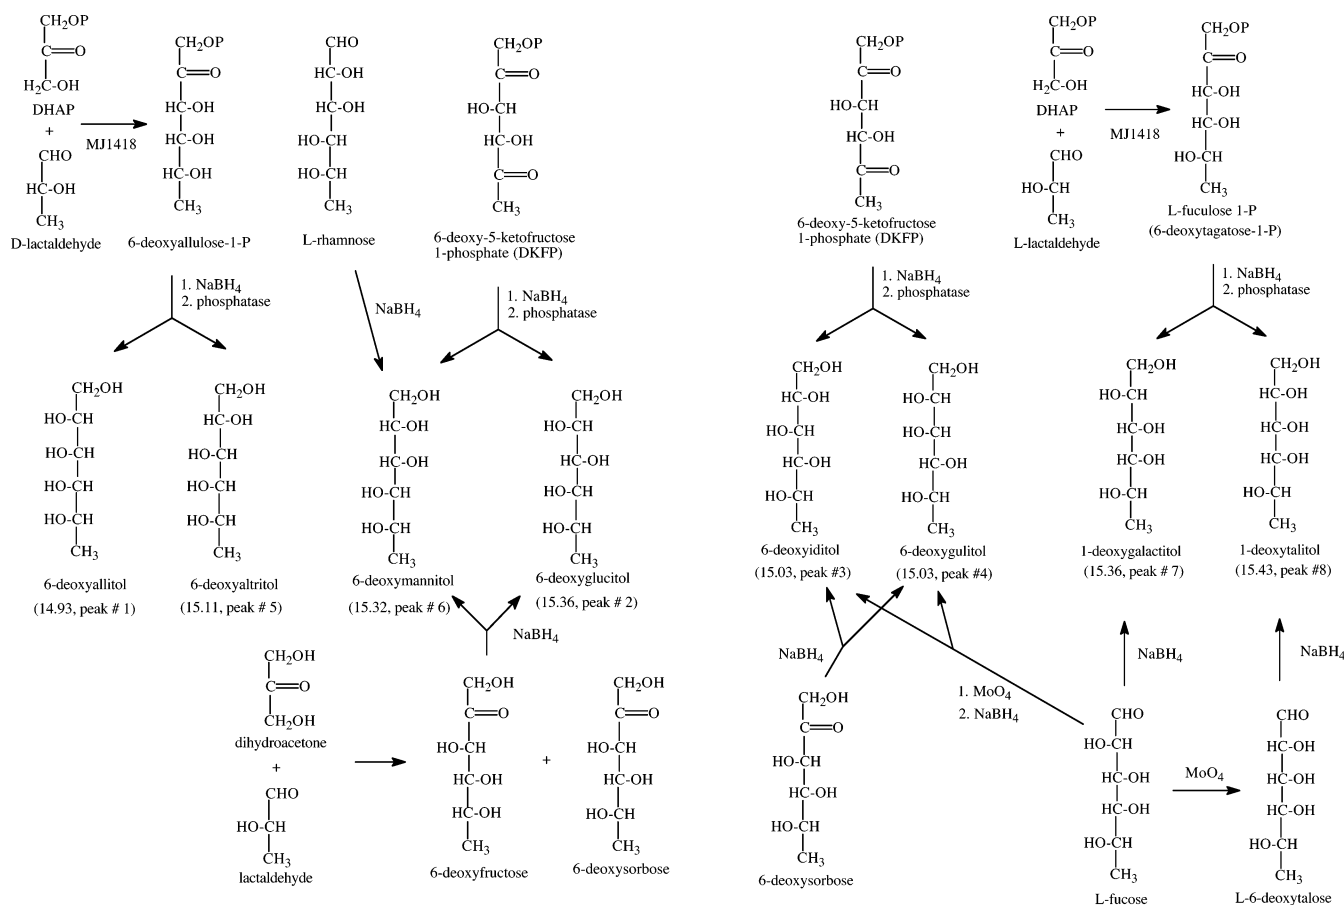 CH2OP
C=O
H2C-OH
DHAP
+
CHO
HC-OH
CH3
D-lactaldehyde
MJ1418
CH2OP
C=O
HC-OH
HC-OH
HC-OH
CH3
6-deoxyallulose-1-P
CHO
HC-OH
HC-OH
HO-CH
HO-CH
CH3
L-rhamnose
CH2OP
C=O
HO-CH
HC-OH
C=O
CH3
6-deoxy-5-ketofructose
1-phosphate (DKFP)
1. NaBH4
2. phosphatase
NaBH4
1. NaBH4
2. phosphatase
CH2OH
HO-CH
HO-CH
HO-CH
HO-CH
CH3
6-deoxyallitol
(14.93, peak # 1)
CH2OH
HC-OH
HO-CH
HO-CH
HO-CH
CH3
6-deoxyaltritol
(15.11, peak # 5)
CH2OH
HC-OH
HC-OH
HO-CH
HO-CH
CH3
6-deoxymannitol
(15.32, peak # 6)
CH2OH
HO-CH
HC-OH
HO-CH
HO-CH
CH3
6-deoxyglucitol
(15.36, peak # 2)
NaBH4
CH2OH
C=O
CH2OH
dihydroacetone
+
CHO
HO-CH
CH3
lactaldehyde
CH2OH
C=O
HO-CH
HC-OH
HC-OH
CH3
6-deoxyfructose
+
CH2OH
C=O
HO-CH
HC-OH
HO-CH
CH3
6-deoxysorbose
CH2OP
C=O
HO-CH
HC-OH
C=O
CH3
6-deoxy-5-ketofructose
1-phosphate (DKFP)
CH2OP
C=O
H2C-OH
DHAP
+
CHO
HO-CH
CH3
L-lactaldehyde
MJ1418
CH2OP
C=O
HC-OH
HC-OH
HO-CH
CH3
L-fuculose 1-P
(6-deoxytagatose-1-P)
1. NaBH4
2. phosphatase
1. NaBH4
2. phosphatase
CH2OH
HC-OH
HO-CH
HC-OH
HO-CH
CH3
6-deoxyiditol
(15.03, peak #3)
CH2OH
HO-CH
HO-CH
HC-OH
HO-CH
CH3
6-deoxygulitol
(15.03, peak #4)
CH2OH
HO-CH
HC-OH
HC-OH
HO-CH
CH3
1-deoxygalactitol
(15.36, peak # 7)
CH2OH
HC-OH
HC-OH
HC-OH
HO-CH
CH3
1-deoxytalitol
(15.43, peak #8)
NaBH4
1. MoO4
2. NaBH4
NaBH4
NaBH4
CH2OH
C=O
HO-CH
HC-OH
HO-CH
CH3
6-deoxysorbose
CHO
HO-CH
HC-OH
HC-OH
HO-CH
CH3
L-fucose
MoO4
CHO
HC-OH
HC-OH
HC-OH
HO-CH
CH3
L-6-deoxytalose